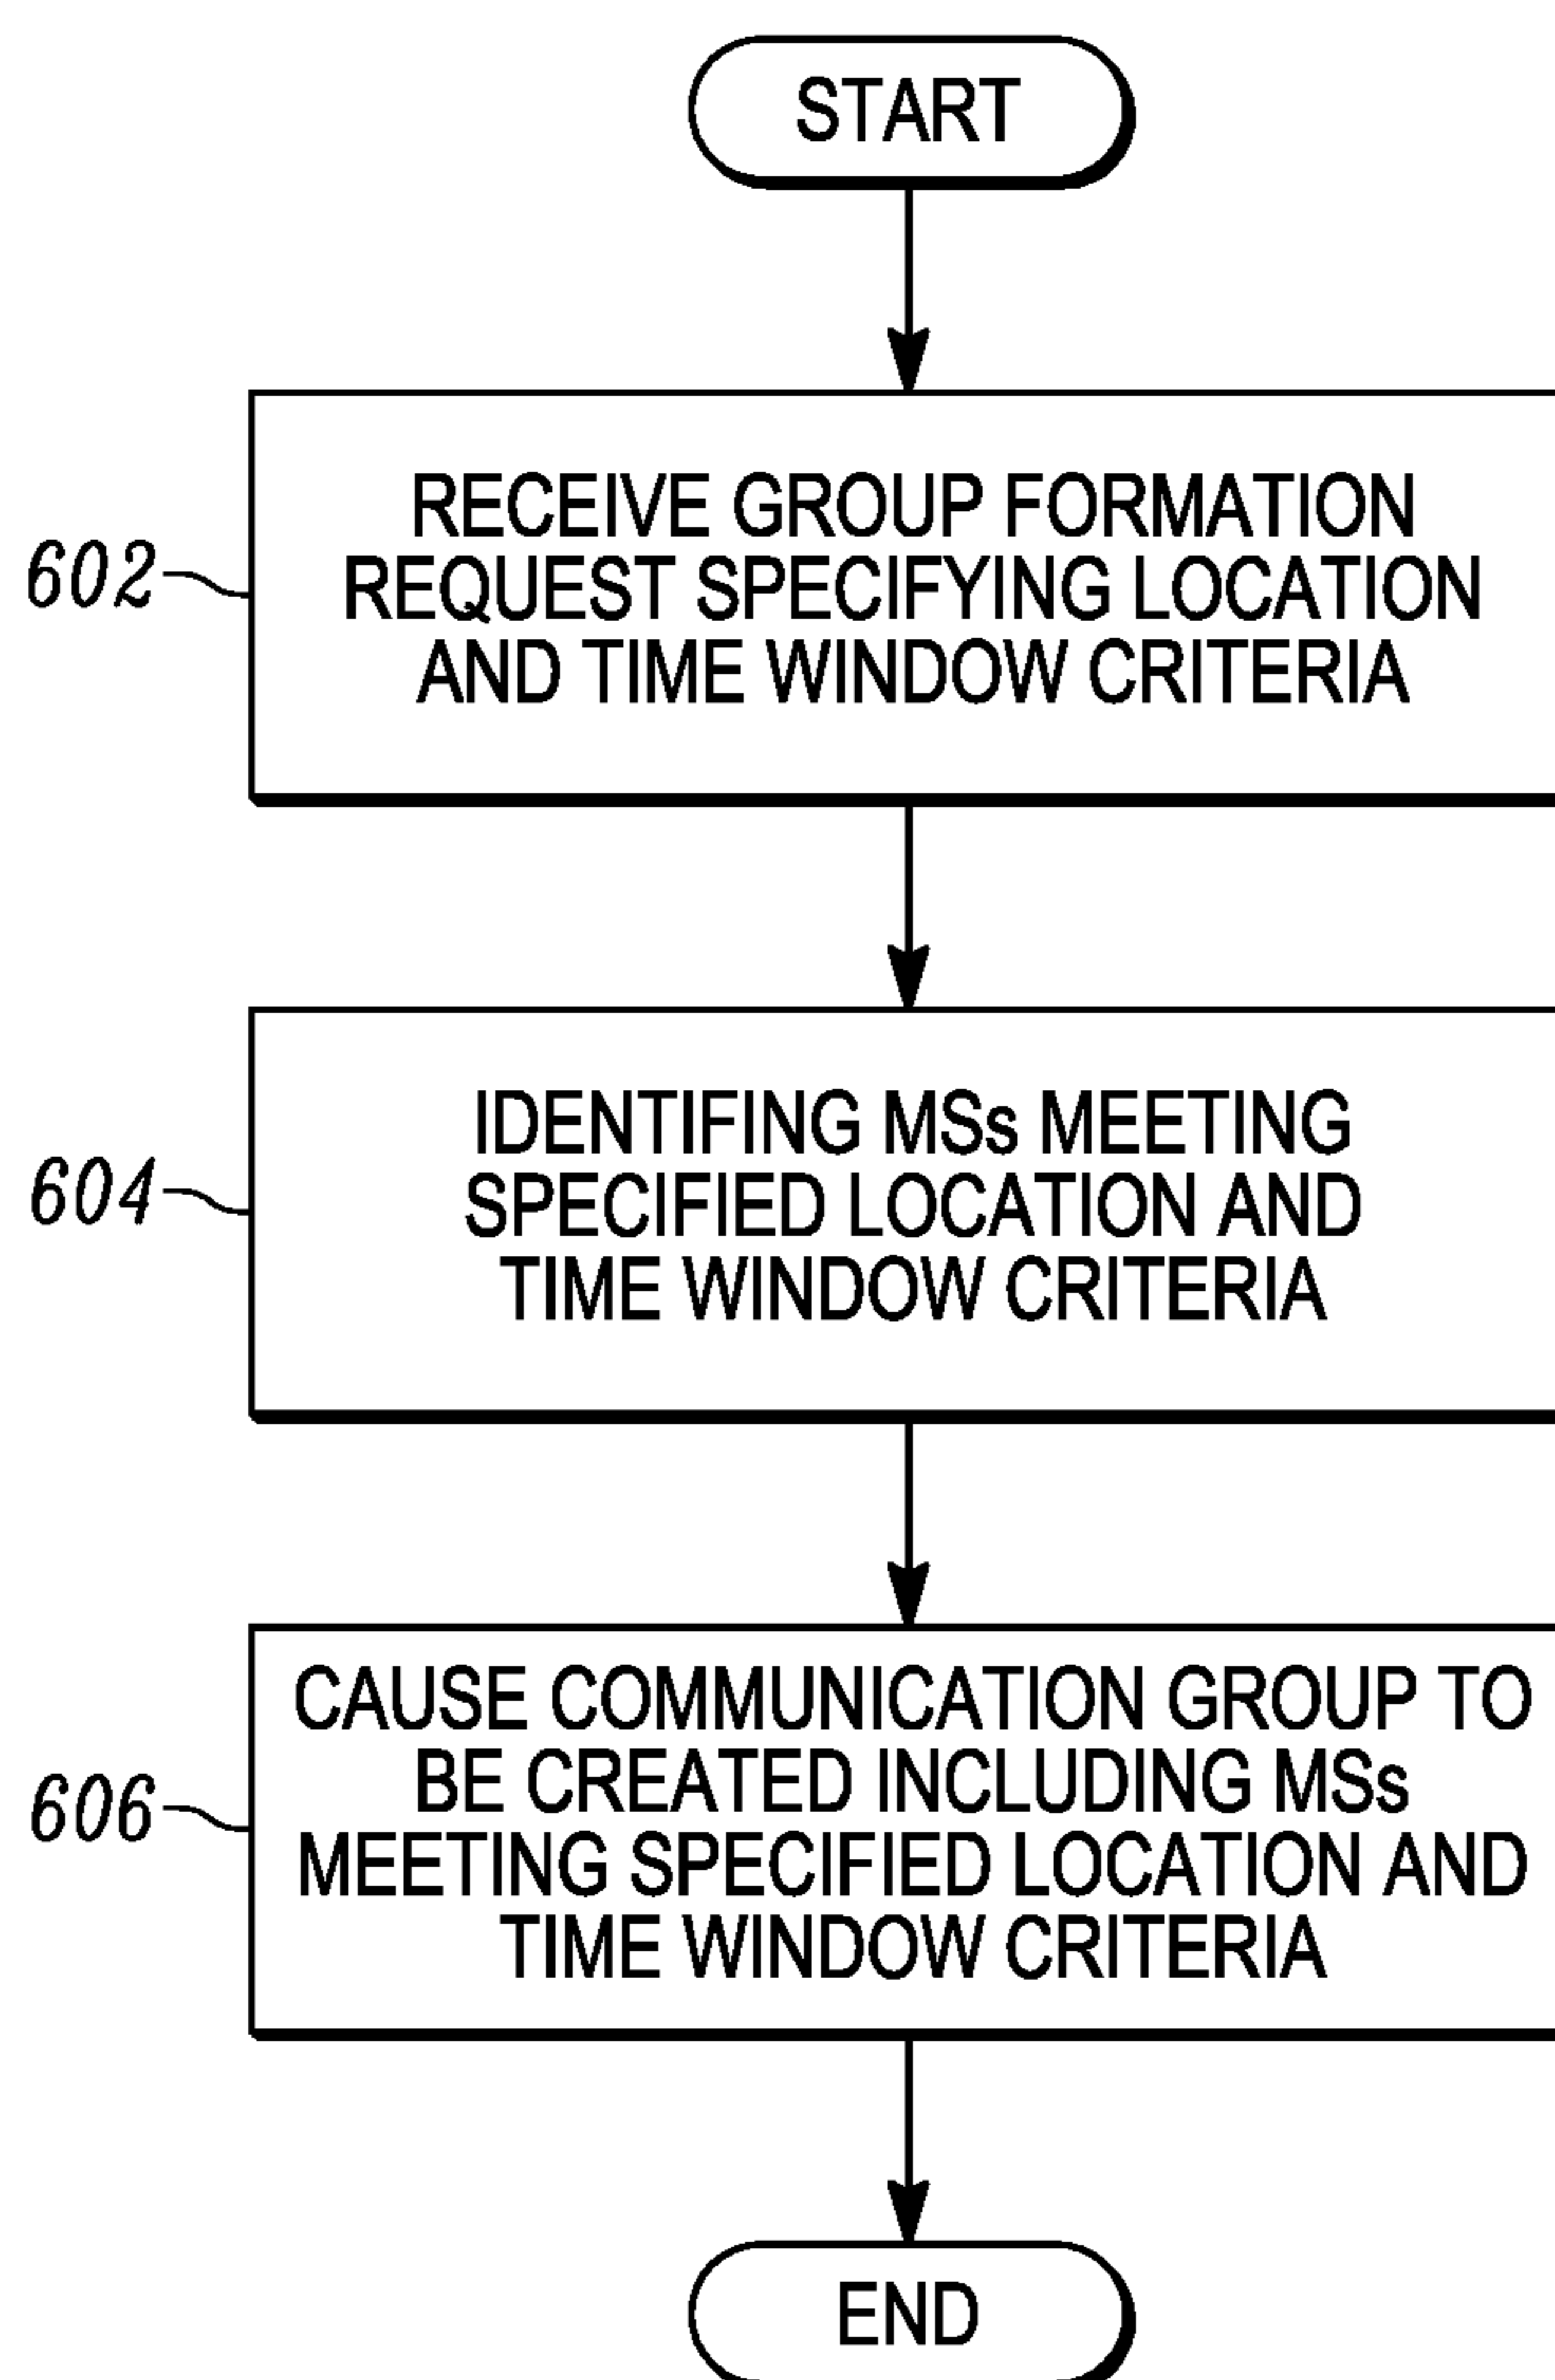 START
RECEIVE GROUP FORMATION
REQUEST SPECIFYING LOCATION
AND TIME WINDOW CRITERIA
602
IDENTIFING MSs MEETING
SPECIFIED LOCATION AND
TIME WINDOW CRITERIA
604
CAUSE COMMUNICATION GROUP TO
BE CREATED INCLUDING MSs
MEETING SPECIFIED LOCATION AND
TIME WINDOW CRITERIA
606
END